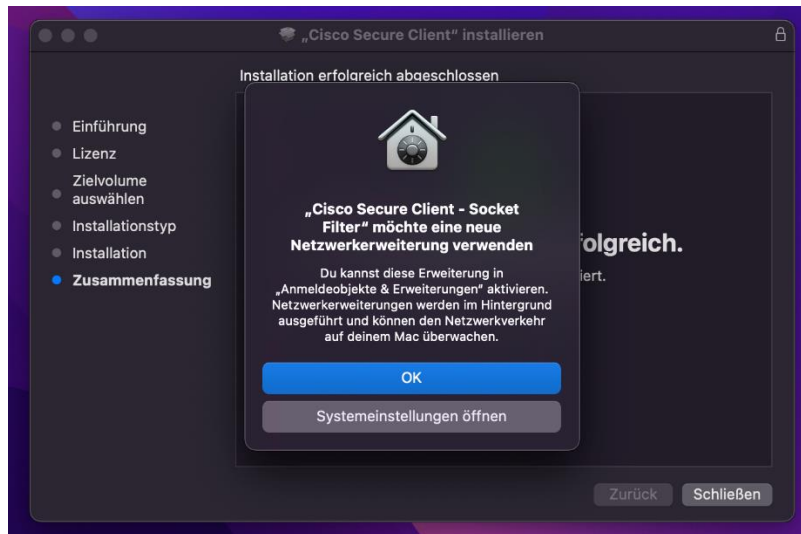 „Cisco Secure Client“ installieren
Installation erfolgreich abgeschlossen
Einführung
Lizenz
Zielvolume
auswählen
Installationstyp
Installation
Zusammenfassung
„Cisco Secure Client - Socket
Filter“ möchte eine neue
Netzwerkerweiterung verwenden
Du kannst diese Erweiterung in
„Anmeldeobjekte & Erweiterungen“ aktivieren.
Netzwerkerweiterungen werden im Hintergrund
ausgeführt und können den Netzwerkverkehr
auf deinem Mac überwachen.
OK
Systemeinstellungen öffnen
Zurück
Schließen